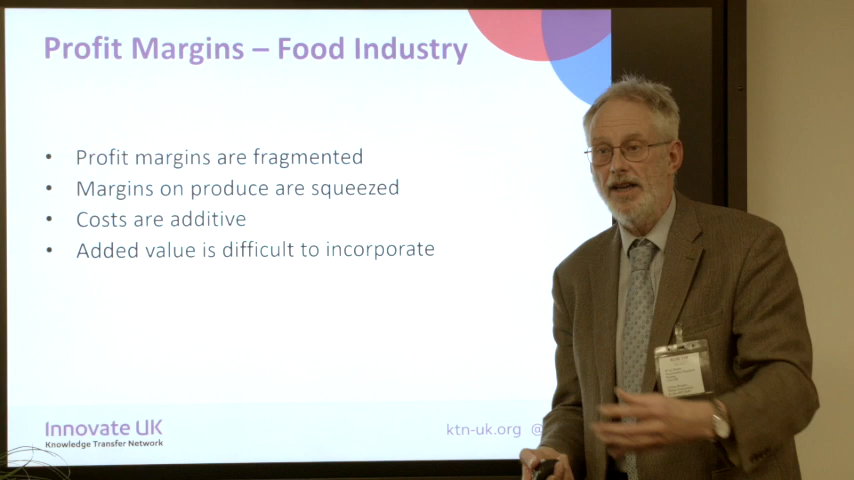 Profit Margins – Food Industry
• Profit margins are fragmented
• Margins on produce are squeezed
• Costs are additive
• Added value is difficult to incorporate
Innovate UK
Knowledge Transfer Network
ktn-uk.org @